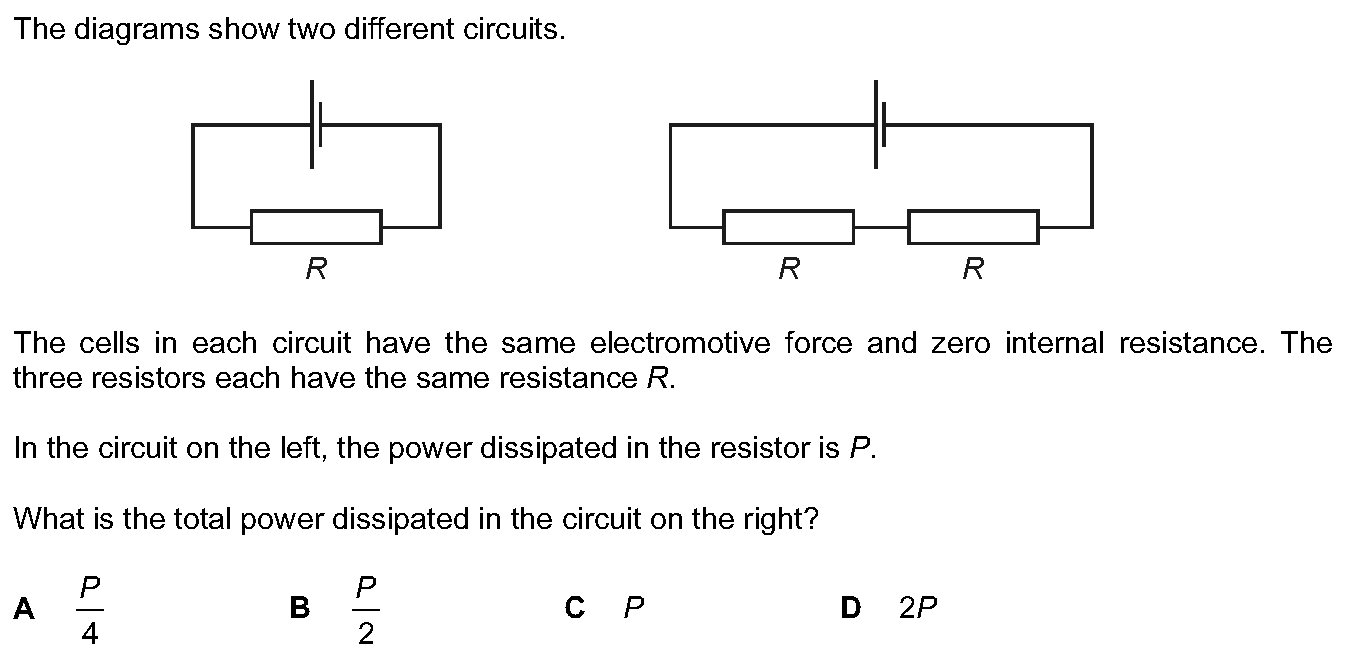 The diagrams show two different circuits.
R
R
R
The cells in each circuit have the same electromotive force and zero internal resistance. The
three resistors each have the same resistance R.
In the circuit on the left, the power dissipated in the resistor is P.
What is the total power dissipated in the circuit on the right?
A P/4 B P/2 C P D 2P